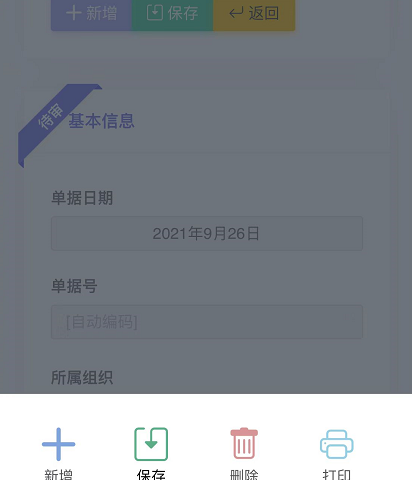 新增 保存 返回
待审
基本信息
单据日期
2021年9月26日
单据号
[自动编码]
所属组织
新增 保存 删除 打印